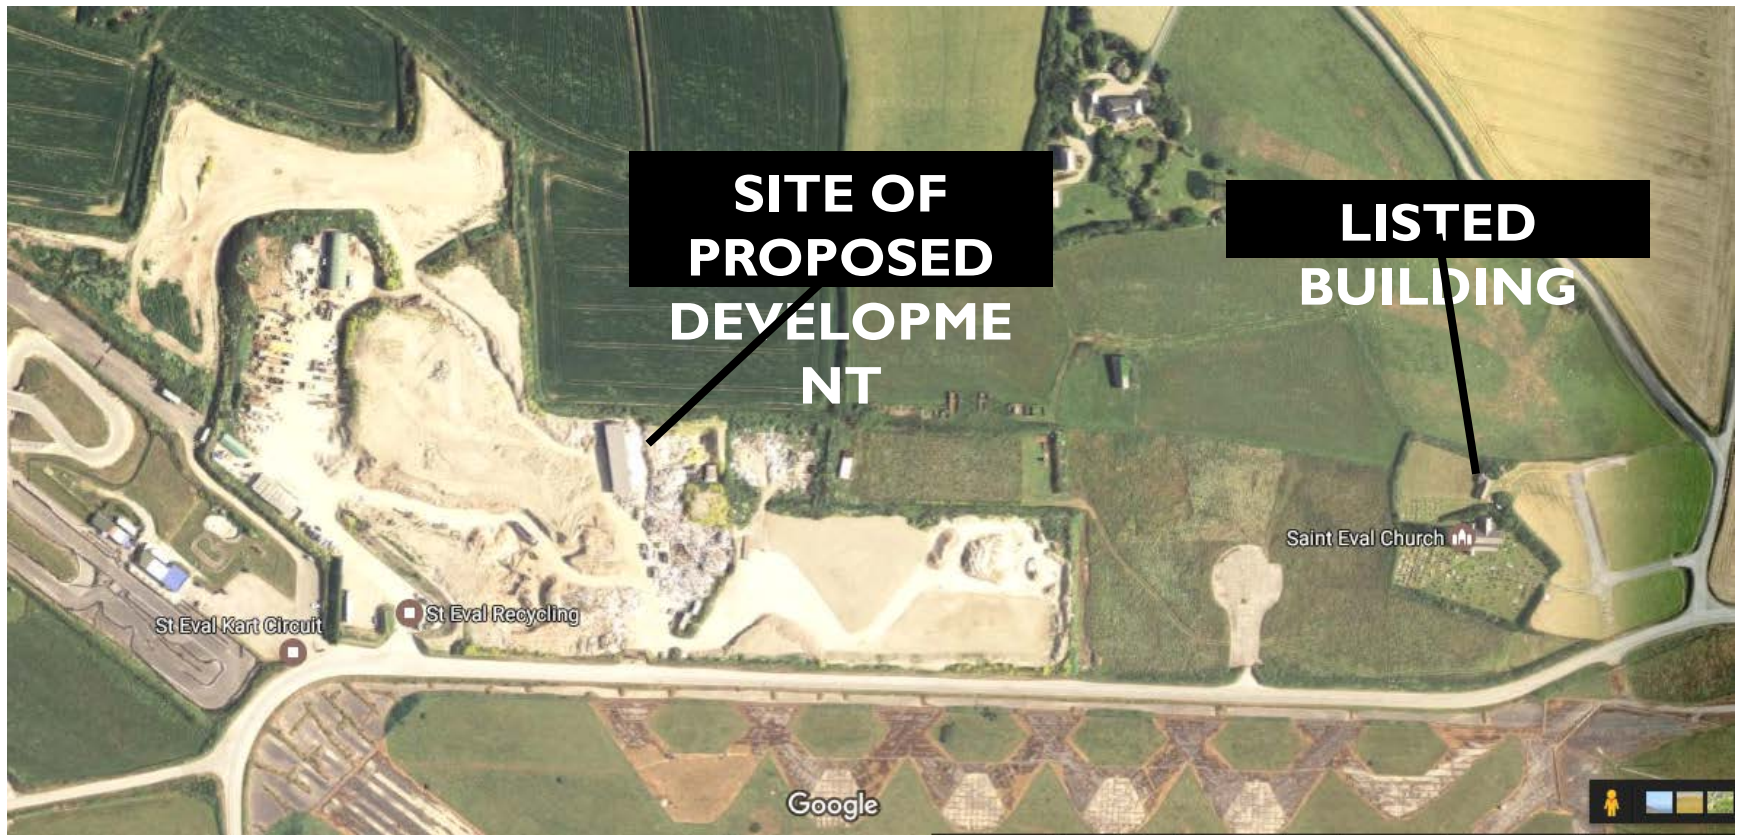 SITE OF
PROPOSED
DEVELOPME
NT
LISTED
BUILDING
Saint Eval Church
St Eval Recycling
St Eval Kart Circuit
Google